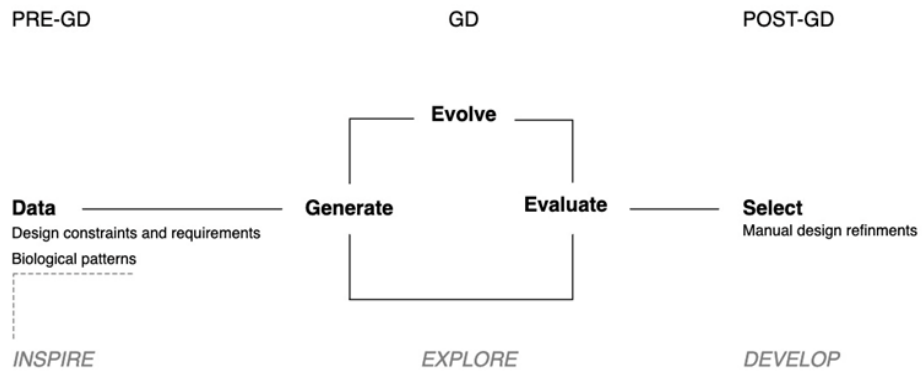 PRE-GD
GD
POST-GD
Evolve
Data
Generate
Evaluate
Select
Design constraints and requirements
Manual design refinments
Biological patterns
INSPIRE
EXPLORE
DEVELOP